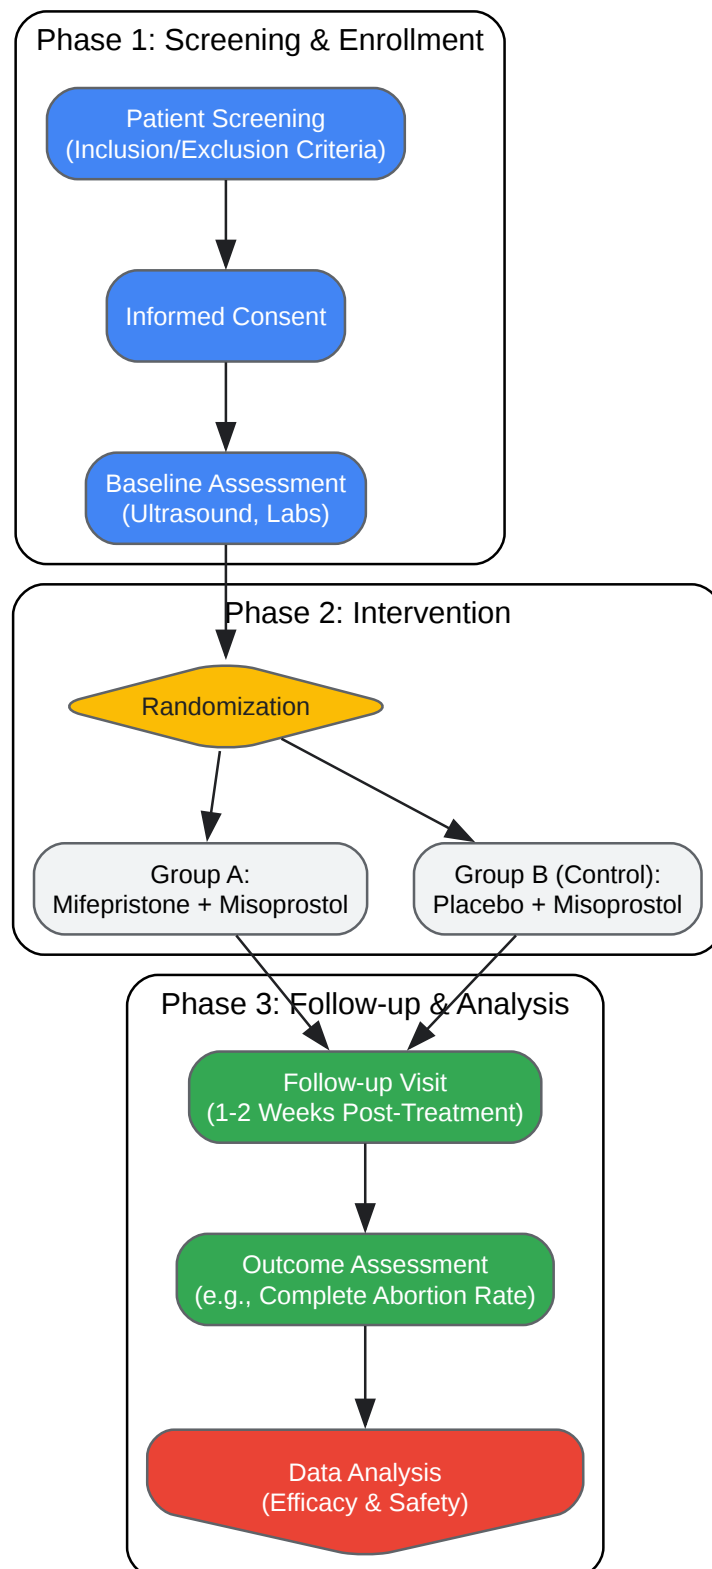 Phase 1: Screening & Enrollment
Patient Screening
(Inclusion/Exclusion Criteria)
Informed Consent
Baseline Assessment
(Ultrasound, Labs)
Phase 2: Intervention
Randomization
Group A:
Mifepristone + Misoprostol
Group B (Control):
Placebo + Misoprostol
Phase 3: Follow-up & Analysis
Follow-up Visit
(1-2 Weeks Post-Treatment)
Outcome Assessment
(e.g., Complete Abortion Rate)
Data Analysis
(Efficacy & Safety)